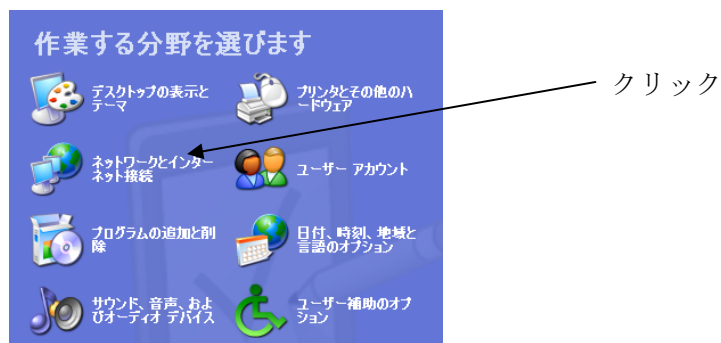 作業する分野を選びます
デスクトップの表示と
テーマ
プリンタとその他のハ
ードウェア
クリック
ネットワークとインター
ネット接続
ユーザー アカウント
プログラムの追加と削
除
日付、時刻、地域と
言語のオプション
サウンド、音声、およ
びオーディオ デバイス
ユーザー補助のオプ
ション